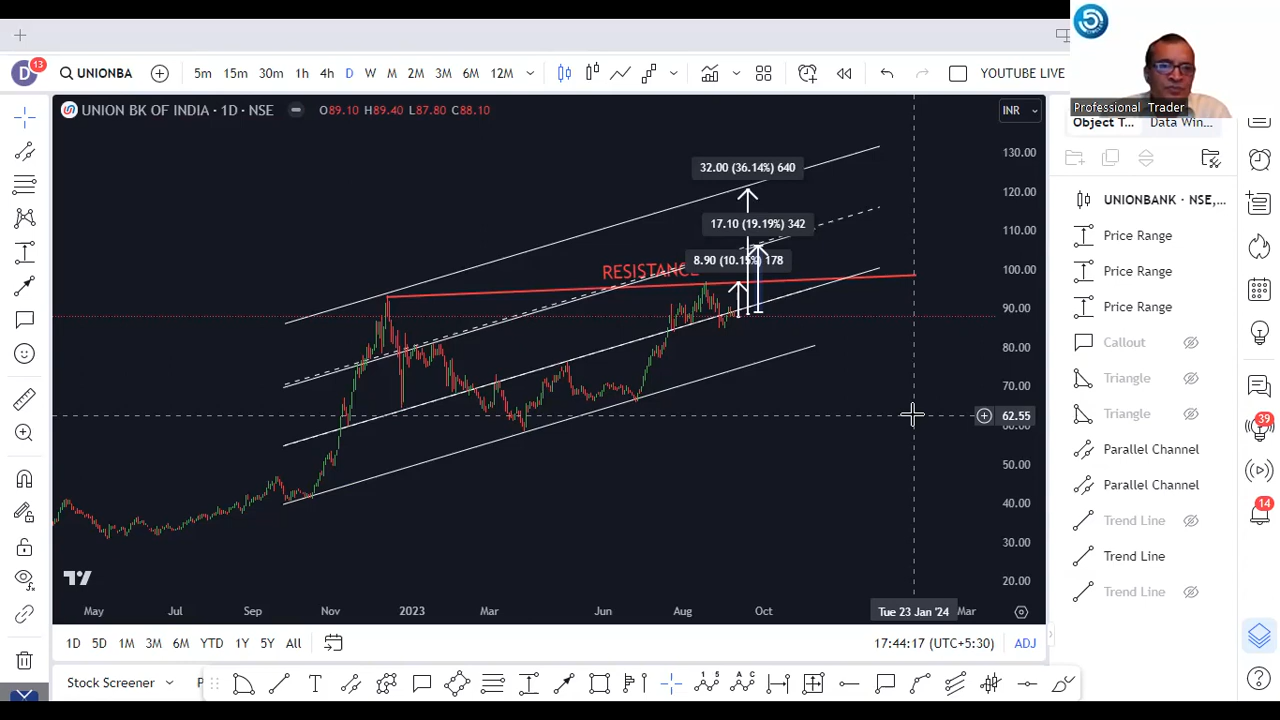 5
D 13 UNIONBA 5m 15m 30m 1h 4h D W M 2M 3M 6M 12M YOUTUBE LIVE
Professional Trader
UNION BK OF INDIA · 1D · NSE O89.10 H89.40 L87.80 C88.10 INR
Object T... Data Win...
130.00
32.00 (36.14%) 640
120.00
UNIONBANK · NSE,...
17.10 (19.19%) 342
110.00
Price Range
8.90 (10.15%) 178
RESISTANCE
100.00
Price Range
90.00
Price Range
80.00
Callout
70.00
Triangle
62.55
Triangle
60.00
39
50.00
Parallel Channel
40.00
Parallel Channel
14
30.00
Trend Line
20.00
Trend Line
Trend Line
May Jul Sep Nov 2023 Mar Jun Aug Oct Tue 23 Jan '24 Mar
1D 5D 1M 3M 6M YTD 1Y 5Y All 17:44:17 (UTC+5:30) ADJ
Stock Screener P